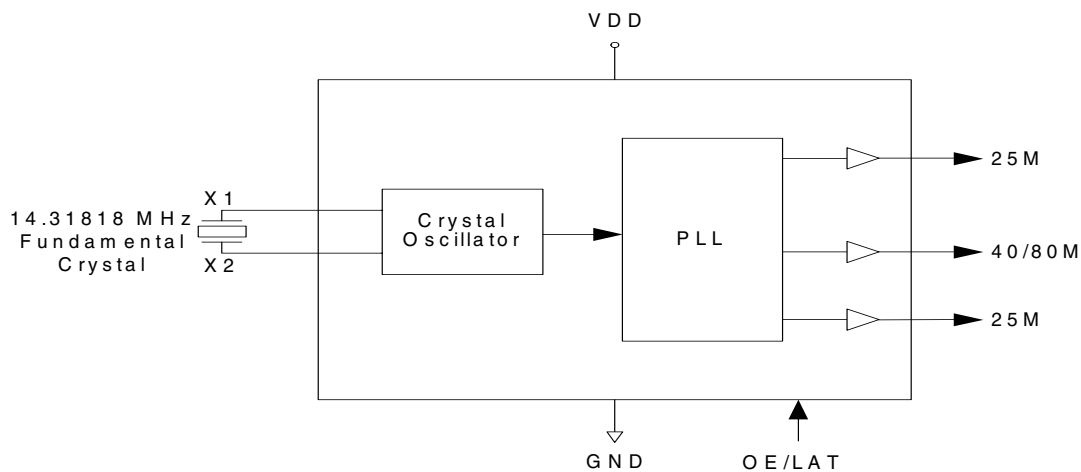 VDD
25M
X1
14.31818 MHz
Fundamental
Crystal
X2
Crystal
Oscillator
PLL
40/80M
25M
GND
OE/LAT